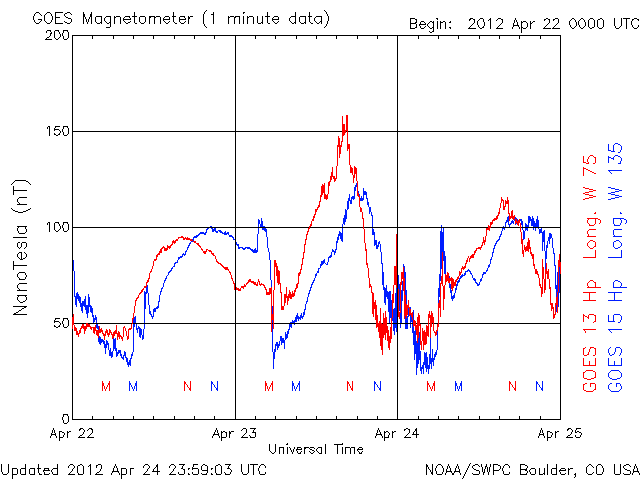 GOES Magnetometer (1 minute data)
Begin: 2012 Apr 22 0000 UTC
200
150
100
50
0
NanoTesla (nT)
M M N N M M N N M M N N
Apr 22 Apr 23 Apr 24 Apr 25
Universal Time
GOES 13 Hp Long. W 75
GOES 15 Hp Long. W 135
Updated 2012 Apr 24 23:59:03 UTC
NOAA/SWPC Boulder, CO USA